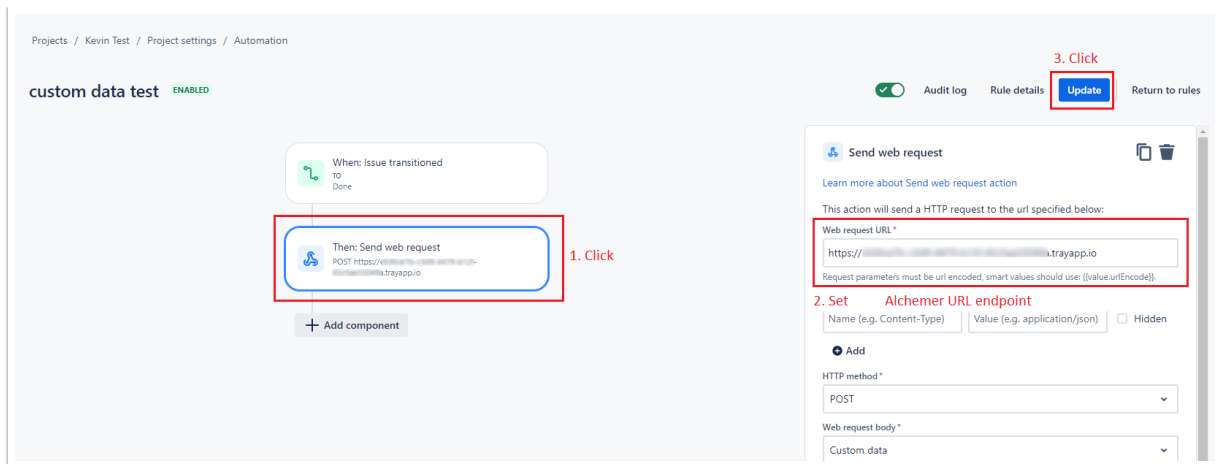 Projects / Kevin Test / Project settings / Automation
3. Click
custom data test ENABLED
Audit log Rule details Update Return to rules
When: Issue transitioned
TO
Done
Then: Send web request
POST https://
a.trayapp.io
1. Click
Add component
Send web request
Learn more about Send web request action
This action will send a HTTP request to the url specified below:
Web request URL *
https:// a.trayapp.io
Request parameters must be url encoded, smart values should use: {{value.urlEncode}}.
2. Set Alchemer URL endpoint
Name (e.g. Content-Type) Value (e.g. application/json) Hidden
Add
HTTP method *
POST
Web request body *
Custom data